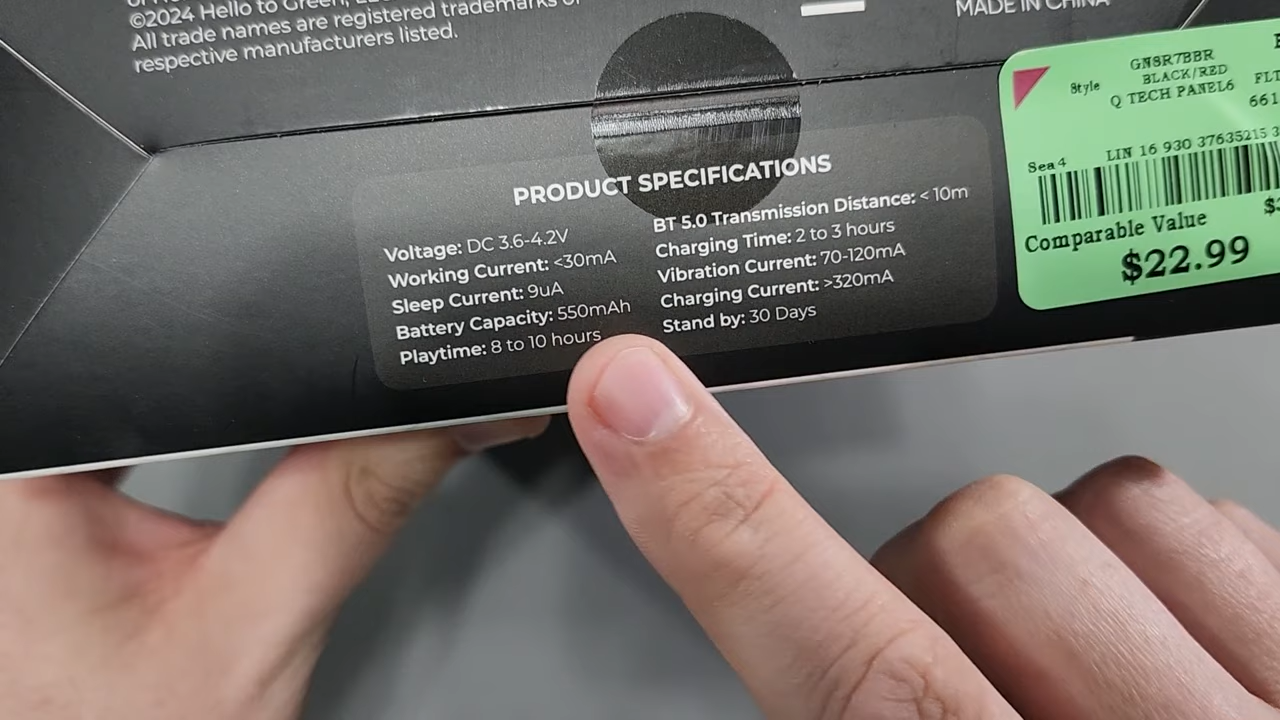 ©2024 Hello to Green,
All trade names are registered trademarks of
respective manufacturers listed.
MADE IN CHINA
PRODUCT SPECIFICATIONS
Voltage: DC 3.6-4.2V
Working Current: <30mA
Sleep Current: 9uA
Battery Capacity: 550mAh
Playtime: 8 to 10 hours
BT 5.0 Transmission Distance: < 10m
Charging Time: 2 to 3 hours
Vibration Current: 70-120mA
Charging Current: >320mA
Stand by: 30 Days
GN8R7BBR
Style BLACK/RED
Q TECH PANEL6 FLT
661
Sea4 LIN 16 930 37635215 3
Comparable Value
$22.99